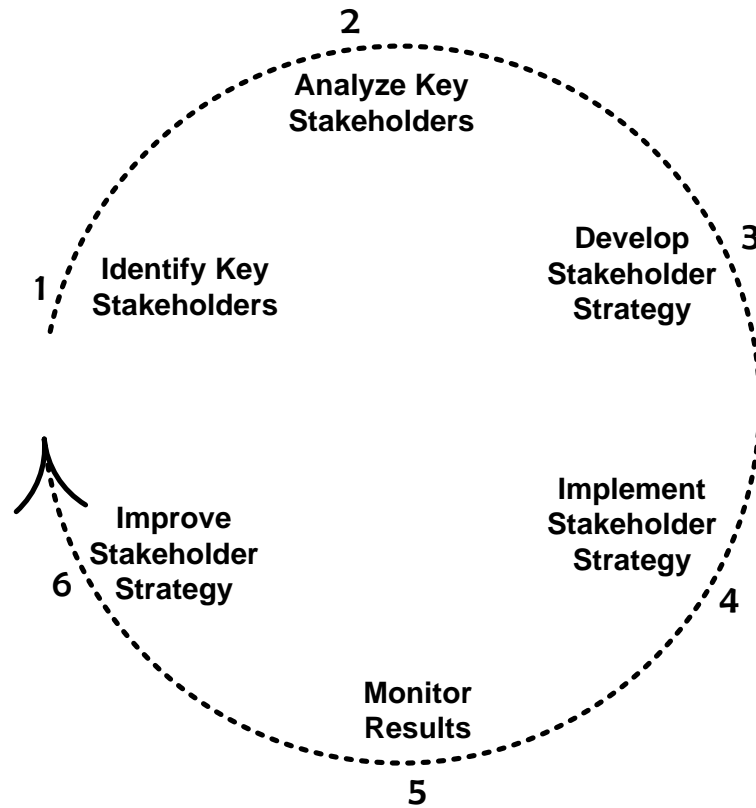 1
Identify Key
Stakeholders
2
Analyze Key
Stakeholders
3
Develop
Stakeholder
Strategy
4
Implement
Stakeholder
Strategy
5
Monitor
Results
6
Improve
Stakeholder
Strategy